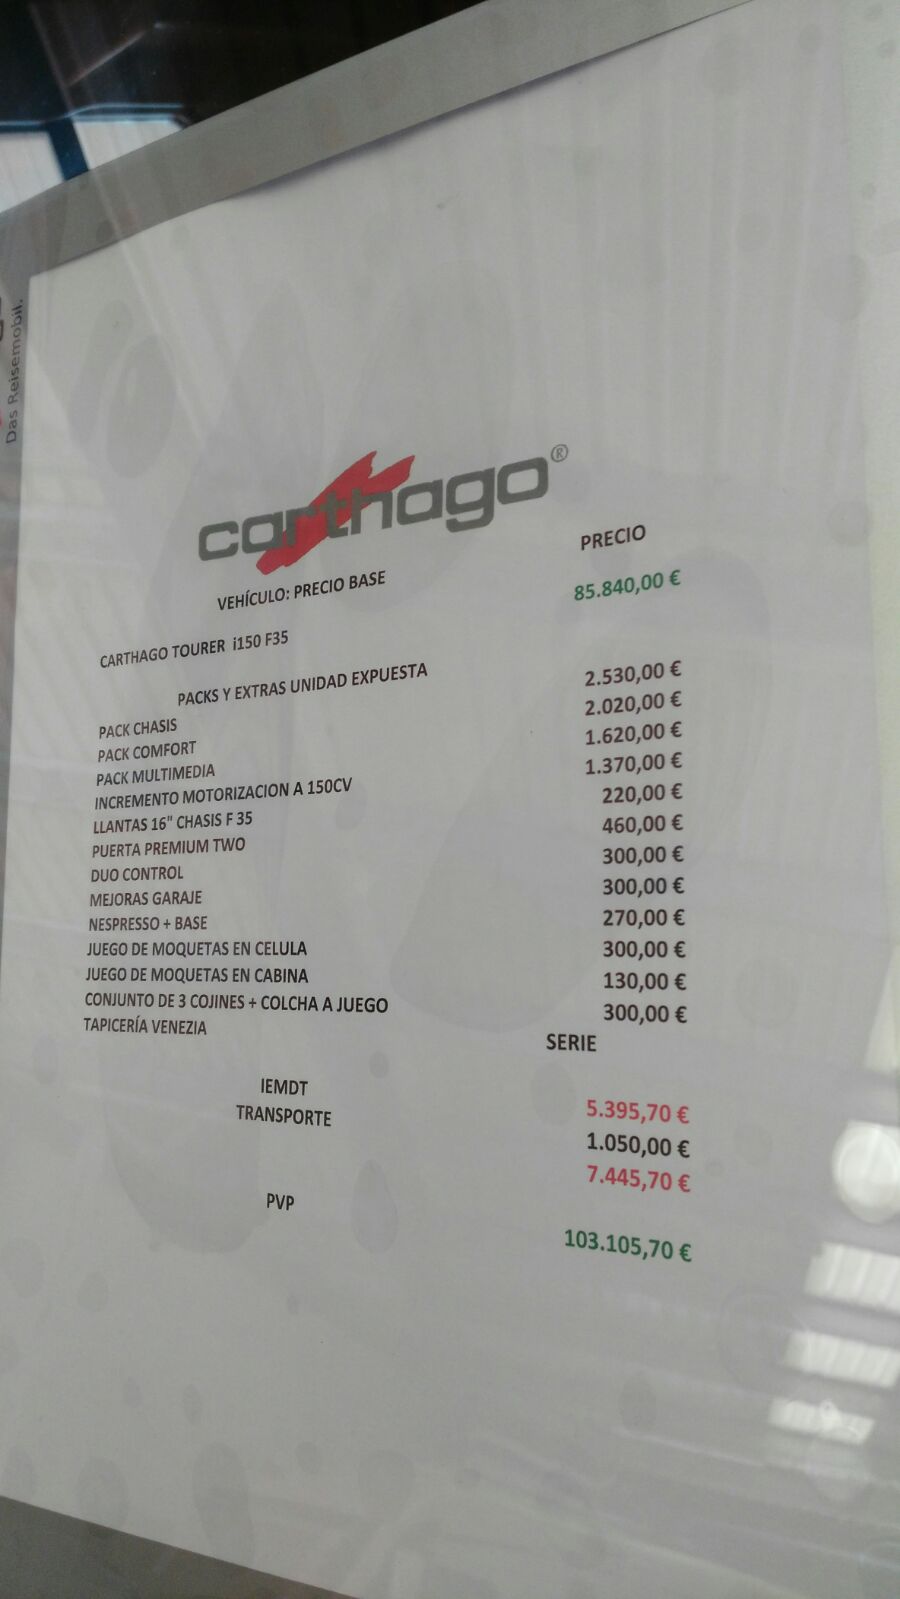 Das Reisemobil.
carthago®
PRECIO
VEHÍCULO: PRECIO BASE 85.840,00 €
CARTHAGO TOURER i150 F35
PACKS Y EXTRAS UNIDAD EXPUESTA
PACK CHASIS 2.530,00 €
PACK COMFORT 2.020,00 €
PACK MULTIMEDIA 1.620,00 €
INCREMENTO MOTORIZACION A 150CV 1.370,00 €
LLANTAS 16" CHASIS F 35 220,00 €
PUERTA PREMIUM TWO 460,00 €
DUO CONTROL 300,00 €
MEJORAS GARAJE 300,00 €
NESPRESSO + BASE 270,00 €
JUEGO DE MOQUETAS EN CELULA 300,00 €
JUEGO DE MOQUETAS EN CABINA 130,00 €
CONJUNTO DE 3 COJINES + COLCHA A JUEGO 300,00 €
TAPICERÍA VENEZIA SERIE
IEMDT 5.395,70 €
TRANSPORTE 1.050,00 €
7.445,70 €
PVP 103.105,70 €